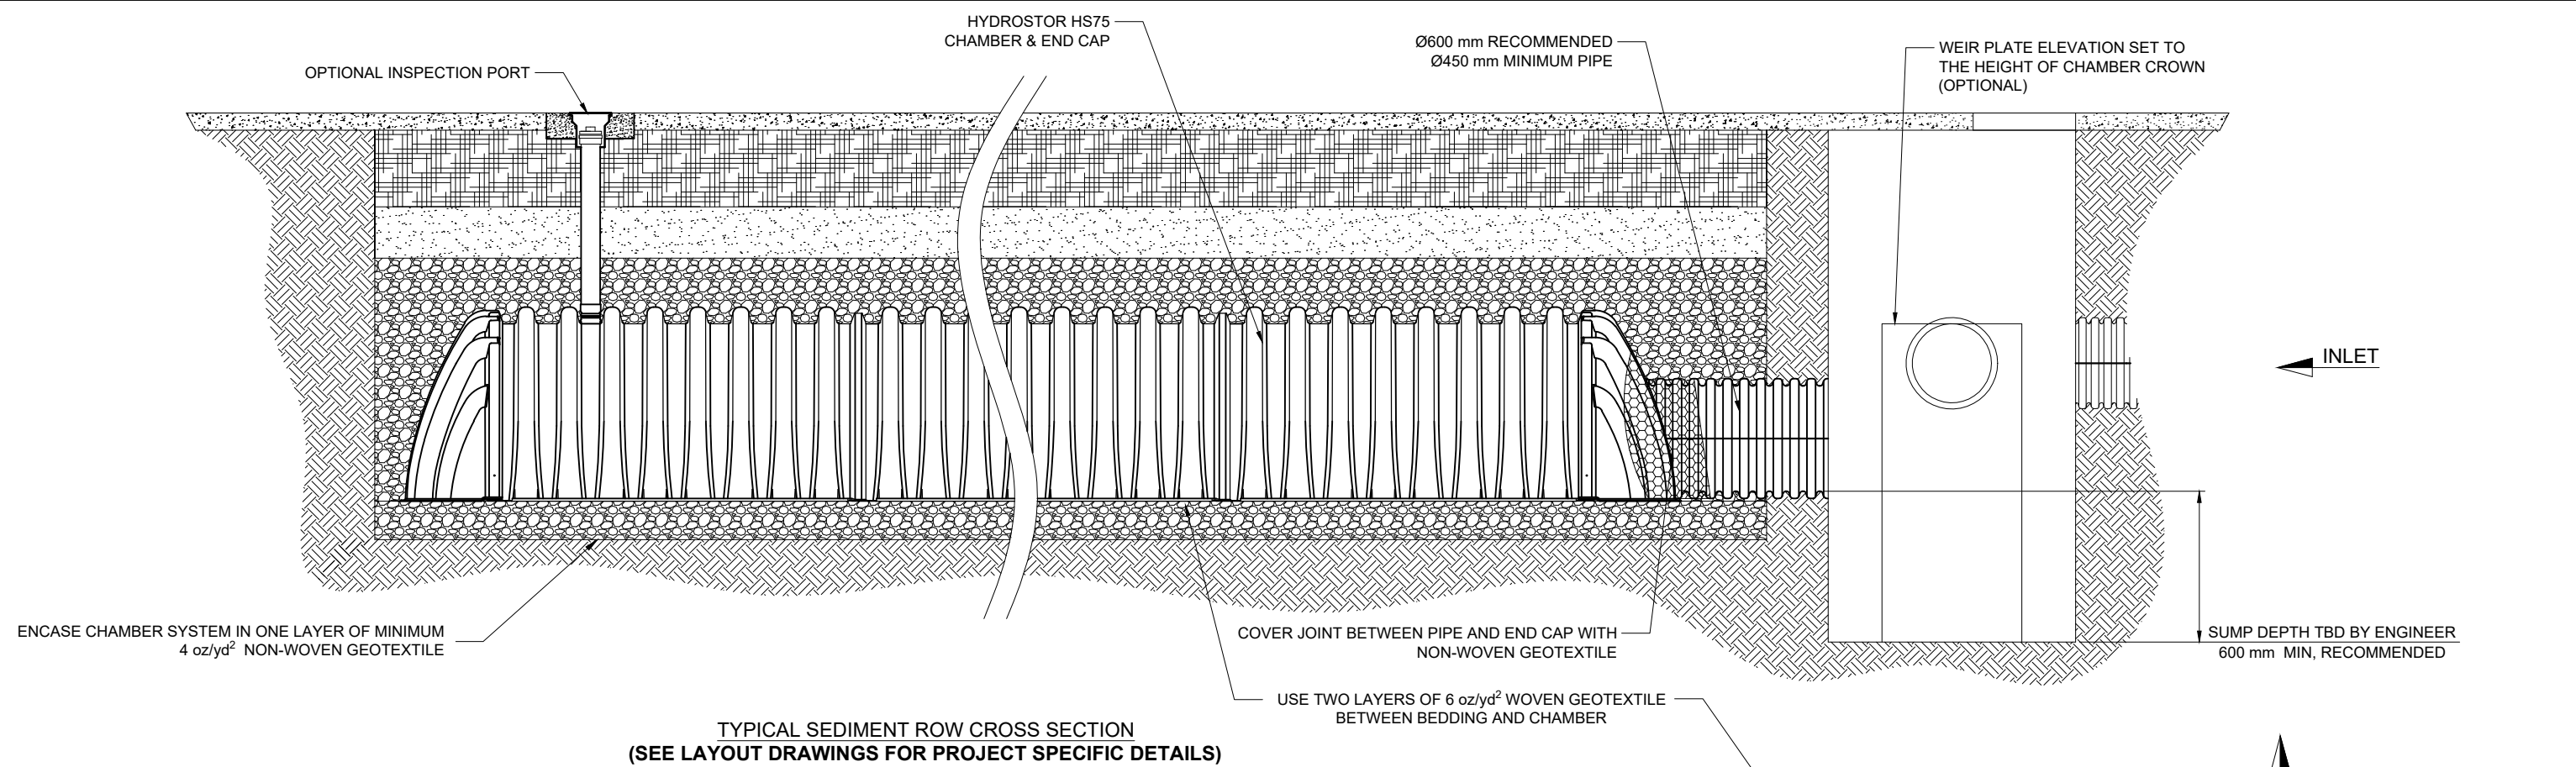 HYDROSTOR HS75
CHAMBER & END CAP
Ø600 mm RECOMMENDED
Ø450 mm MINIMUM PIPE
WEIR PLATE ELEVATION SET TO
THE HEIGHT OF CHAMBER CROWN
(OPTIONAL)
OPTIONAL INSPECTION PORT
INLET
ENCASE CHAMBER SYSTEM IN ONE LAYER OF MINIMUM
4 oz/yd² NON-WOVEN GEOTEXTILE
COVER JOINT BETWEEN PIPE AND END CAP WITH
NON-WOVEN GEOTEXTILE
SUMP DEPTH TBD BY ENGINEER
600 mm MIN, RECOMMENDED
USE TWO LAYERS OF 6 oz/yd² WOVEN GEOTEXTILE
BETWEEN BEDDING AND CHAMBER
TYPICAL SEDIMENT ROW CROSS SECTION
(SEE LAYOUT DRAWINGS FOR PROJECT SPECIFIC DETAILS)